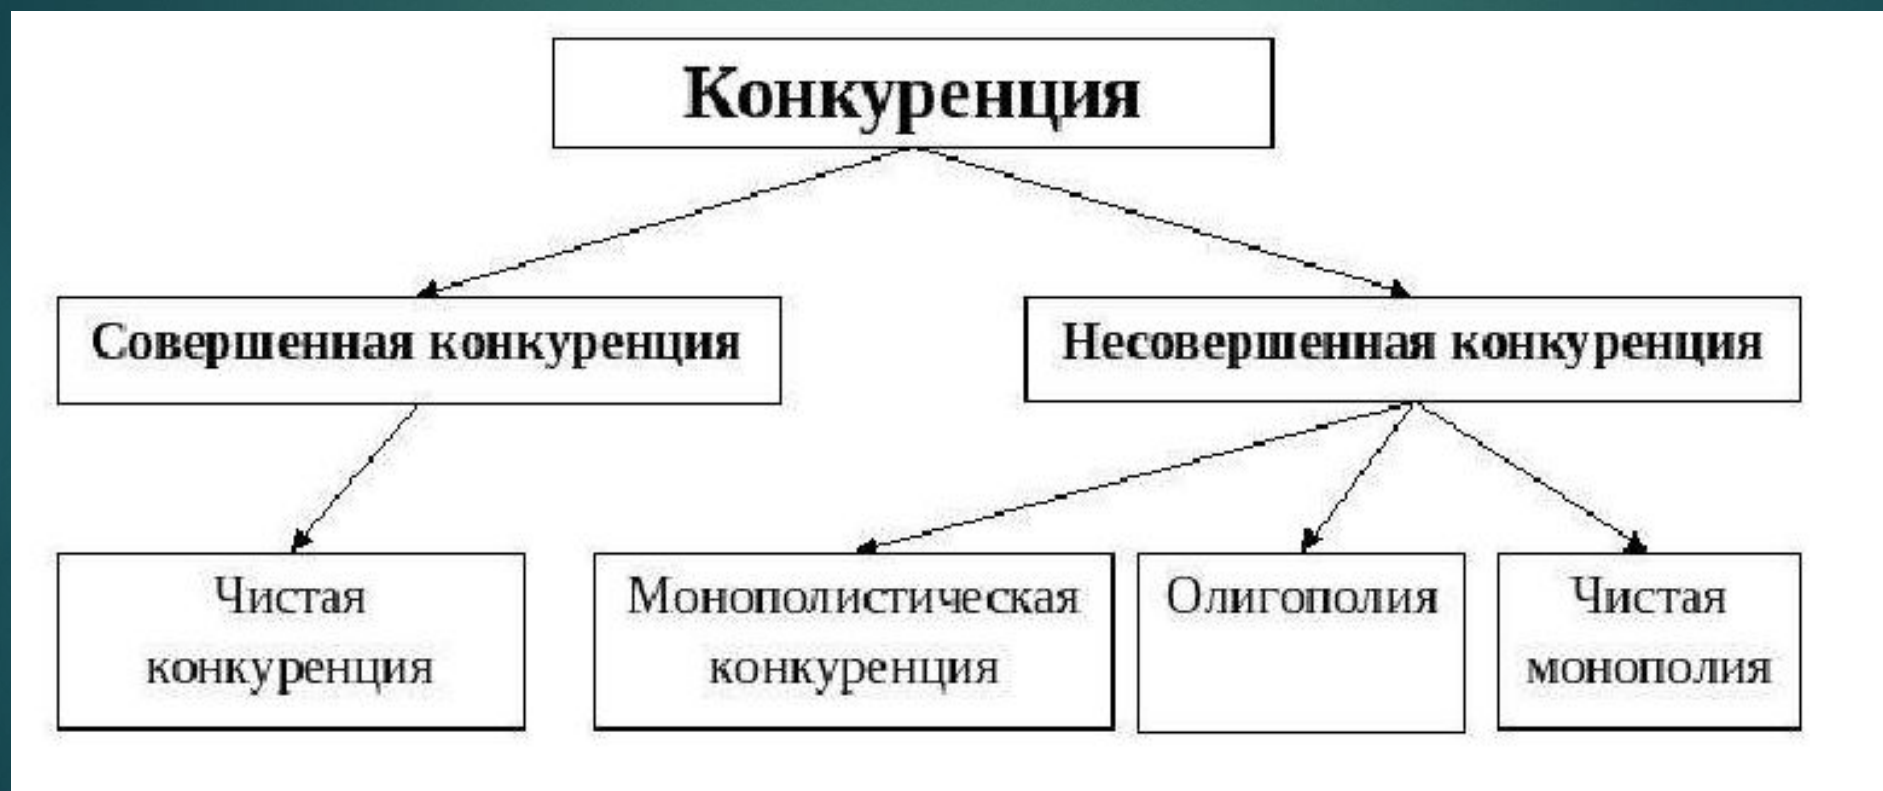 Конкуренция
Совершенная конкуренция
Несовершенная конкуренция
Чистая
конкуренция
Монополистическая
конкуренция
Олигополия
Чистая
монополия